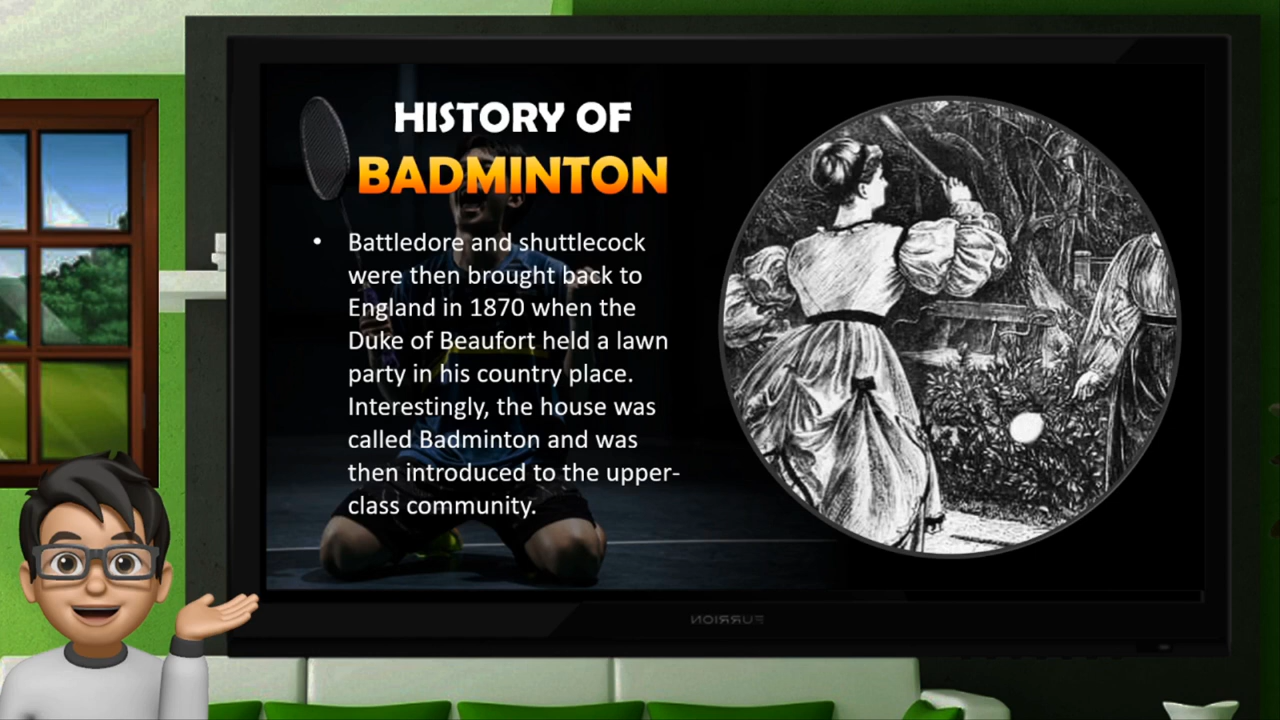 HISTORY OF
BADMINTON
• Battledore and shuttlecock
were then brought back to
England in 1870 when the
Duke of Beaufort held a lawn
party in his country place.
Interestingly, the house was
called Badminton and was
then introduced to the upper-
class community.
FURRION